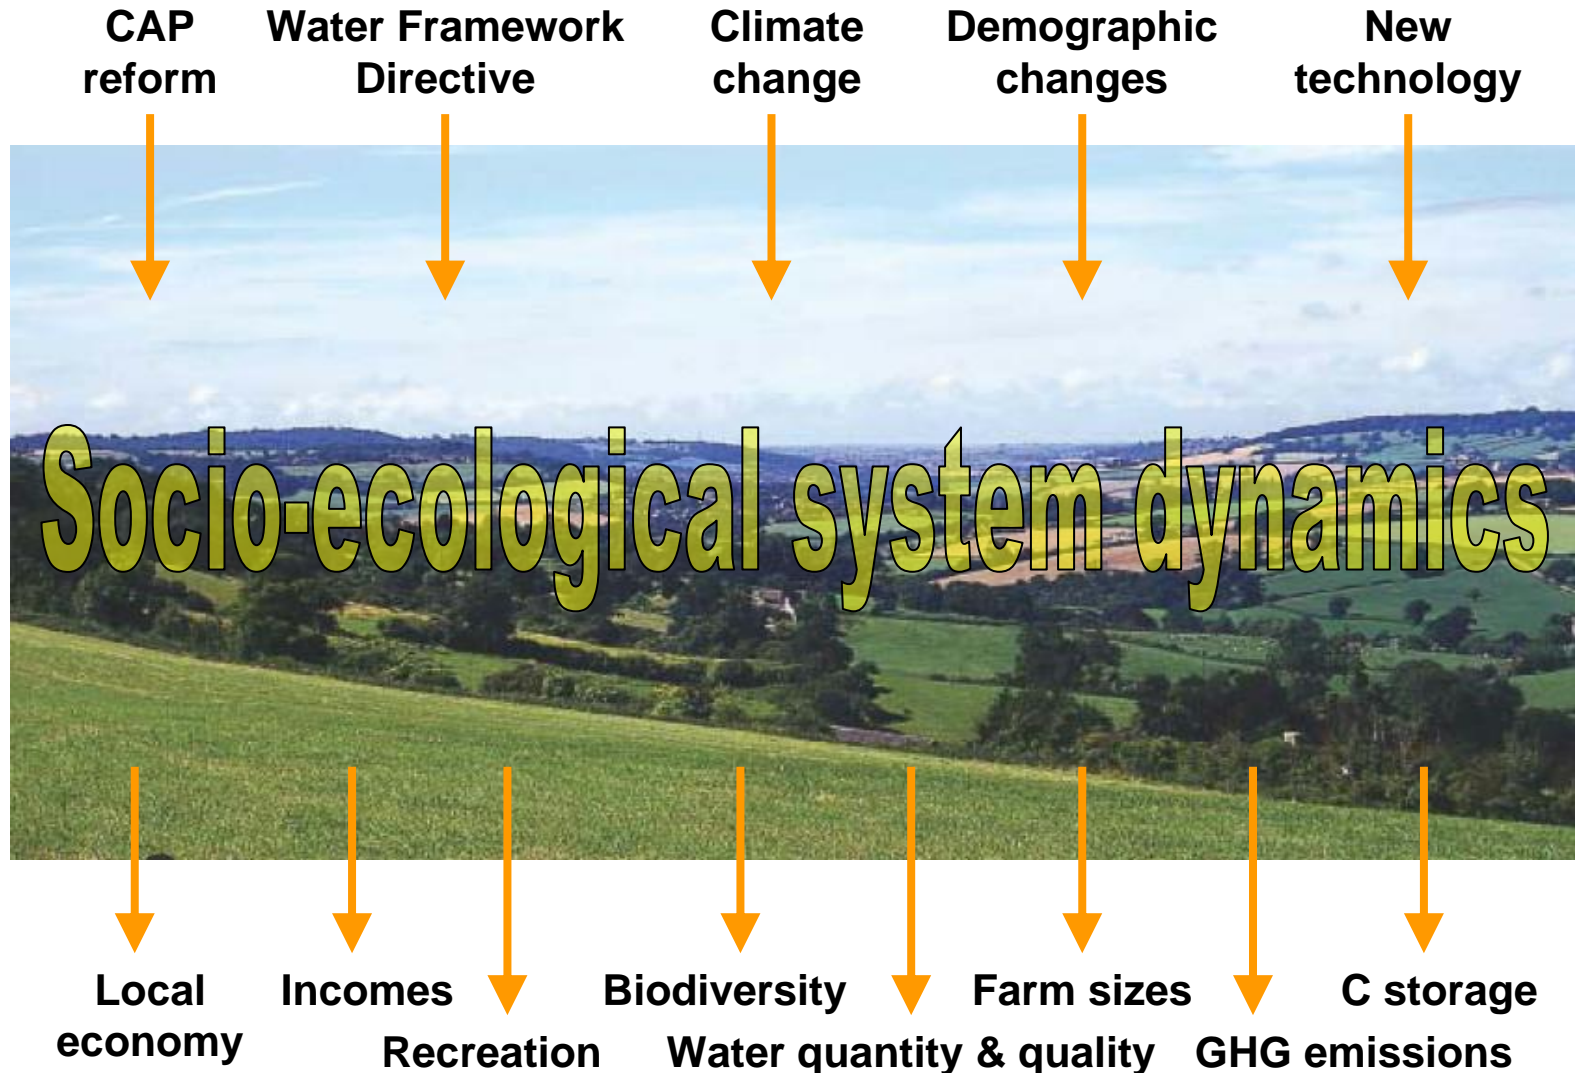 CAP
reform
Water Framework
Directive
Climate
change
Demographic
changes
New
technology
Socio-ecological system dynamics
Local
economy
Incomes
Recreation
Biodiversity
Water quantity & quality
Farm sizes
GHG emissions
C storage